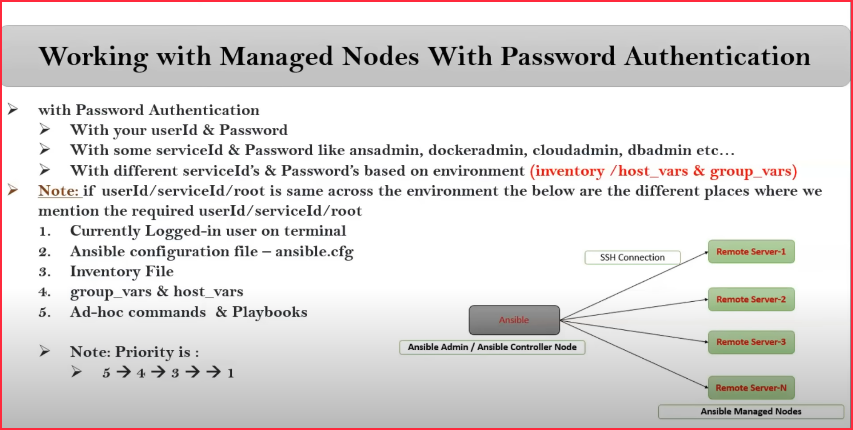 Working with Managed Nodes With Password Authentication
➤ with Password Authentication
➤ With your userId & Password
➤ With some serviceId & Password like ansadmin, dockeradmin, cloudadmin, dbadmin etc…
➤ With different serviceId's & Password's based on environment (inventory /host_vars & group_vars)
➤ Note: if userId/serviceId/root is same across the environment the below are the different places where we
mention the required userId/serviceId/root
1. Currently Logged-in user on terminal
2. Ansible configuration file – ansible.cfg
3. Inventory File
4. group_vars & host_vars
5. Ad-hoc commands & Playbooks
➤ Note: Priority is :
➤ 5 → 4 → 3 → → 1
SSH Connection
Ansible
Ansible Admin / Ansible Controller Node
Remote Server-1
Remote Server-2
Remote Server-3
Remote Server-N
Ansible Managed Nodes